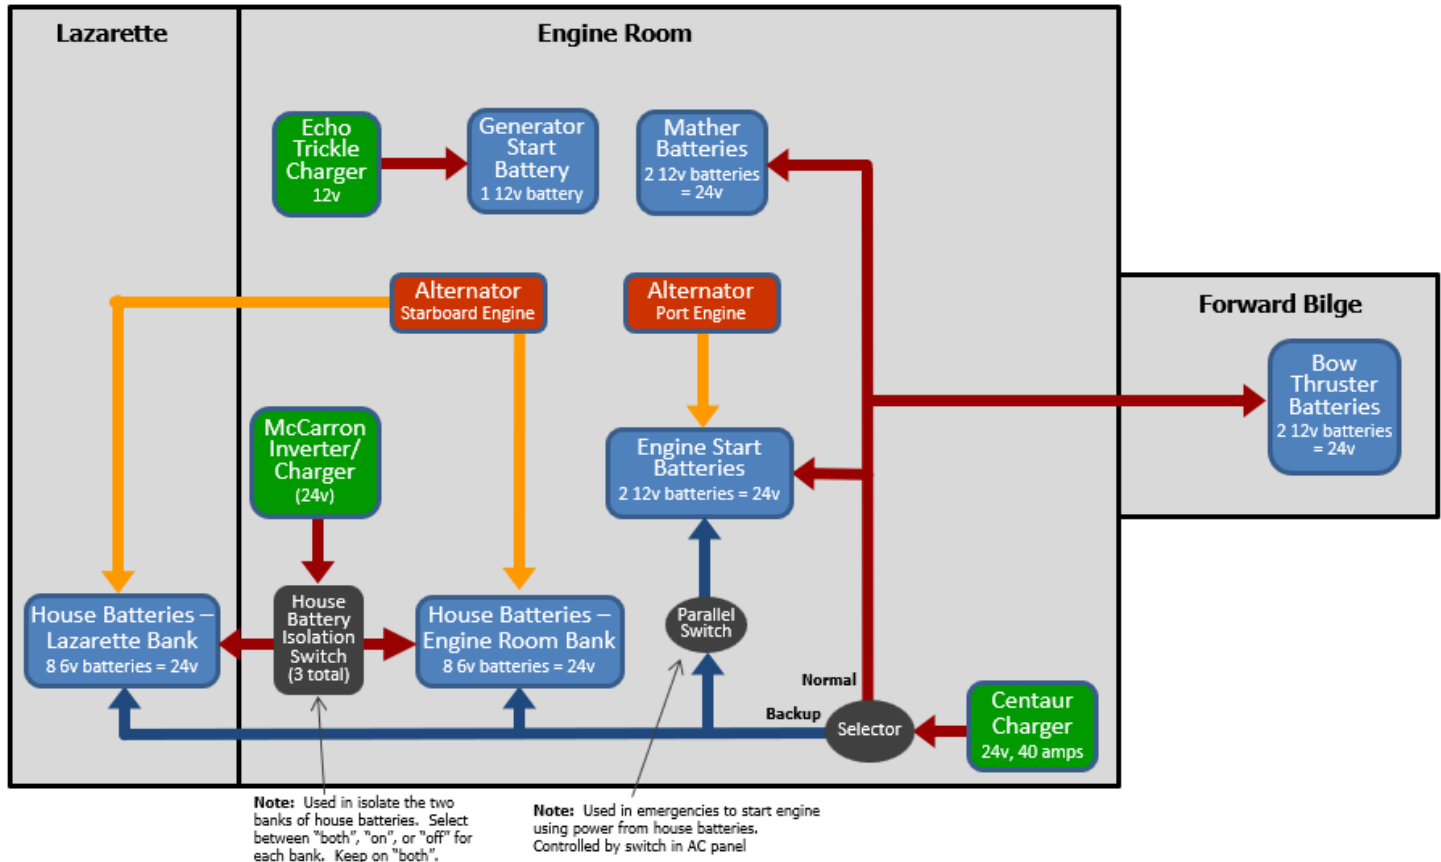 Lazarette
Engine Room
Echo
Trickle
Charger
12v
Generator
Start
Battery
1 12v battery
Mather
Batteries
2 12v batteries
= 24v
Alternator
Starboard Engine
Alternator
Port Engine
Forward Bilge
Bow
Thruster
Batteries
2 12v batteries
= 24v
McCarron
Inverter/
Charger
(24v)
Engine Start
Batteries
2 12v batteries = 24v
House Batteries –
Lazarette Bank
8 6v batteries = 24v
House
Battery
Isolation
Switch
(3 total)
House Batteries –
Engine Room Bank
8 6v batteries = 24v
Parallel
Switch
Normal
Backup
Selector
Centaur
Charger
24v, 40 amps
Note: Used in isolate the two
banks of house batteries. Select
between "both", "on", or "off" for
each bank. Keep on "both".
Note: Used in emergencies to start engine
using power from house batteries.
Controlled by switch in AC panel